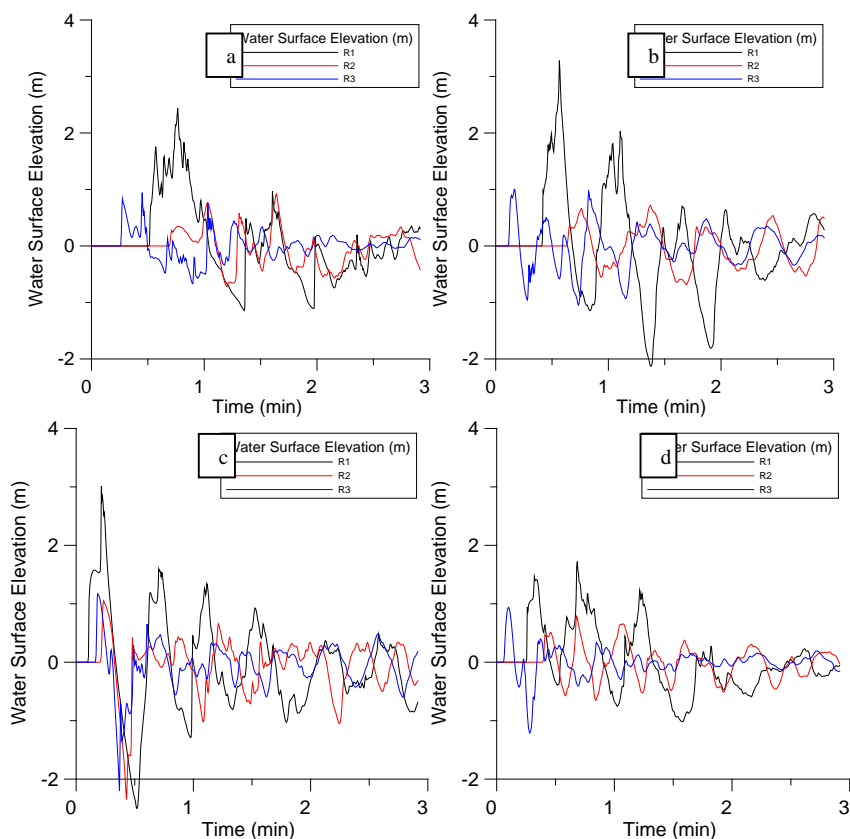 4
Water Surface Elevation (m)
a
R1
R2
R3
2
0
-2
Water Surface Elevation (m)
0
1
2
3
Time (min)
4
er Surface Elevation (m)
b
R1
R2
R3
2
0
-2
Water Surface Elevation (m)
0
1
2
3
Time (min)
4
Water Surface Elevation (m)
c
R1
R2
R3
2
0
-2
Water Surface Elevation (m)
0
1
2
3
Time (min)
4
er Surface Elevation (m)
d
R1
R2
R3
2
0
-2
Water Surface Elevation (m)
0
1
2
3
Time (min)